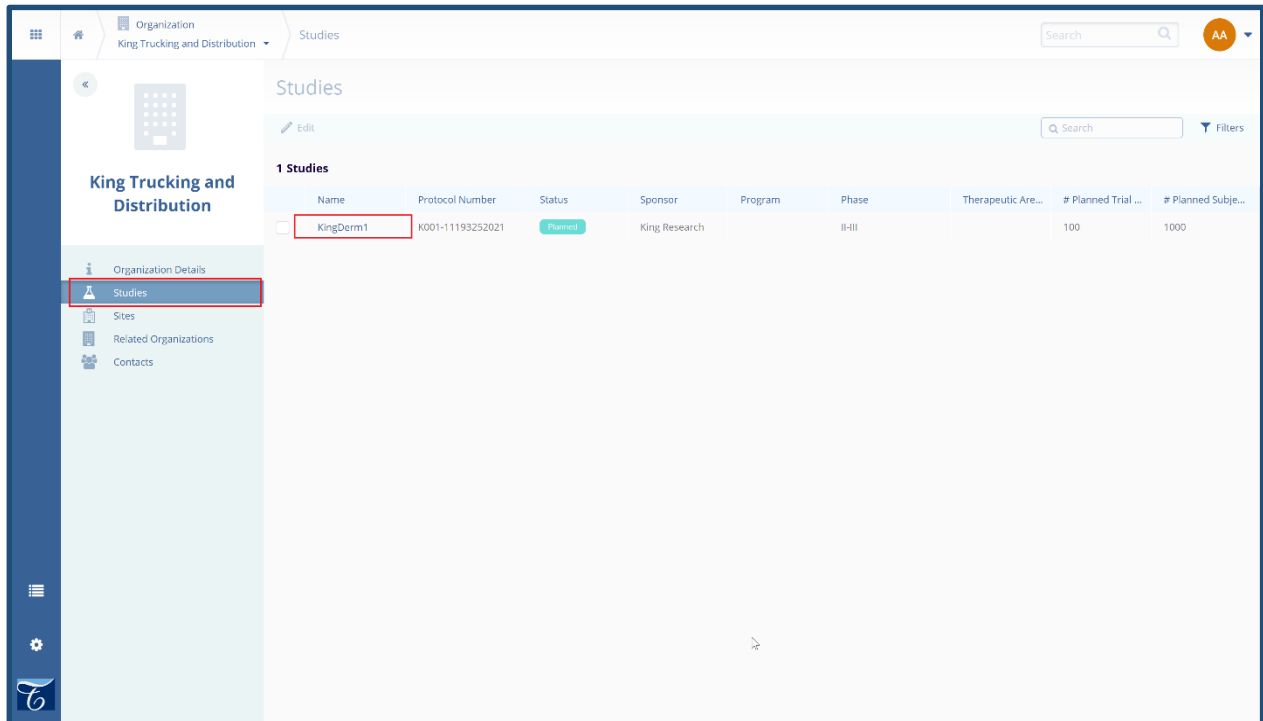 Organization
King Trucking and Distribution
Studies
Search
AA
King Trucking and
Distribution
Organization Details
Studies
Sites
Related Organizations
Contacts
Studies
Edit
Search
Filters
1 Studies
Name Protocol Number Status Sponsor Program Phase Therapeutic Are... # Planned Trial ... # Planned Subje...
KingDerm1 K001-11193252021 Planned King Research II-III 100 1000